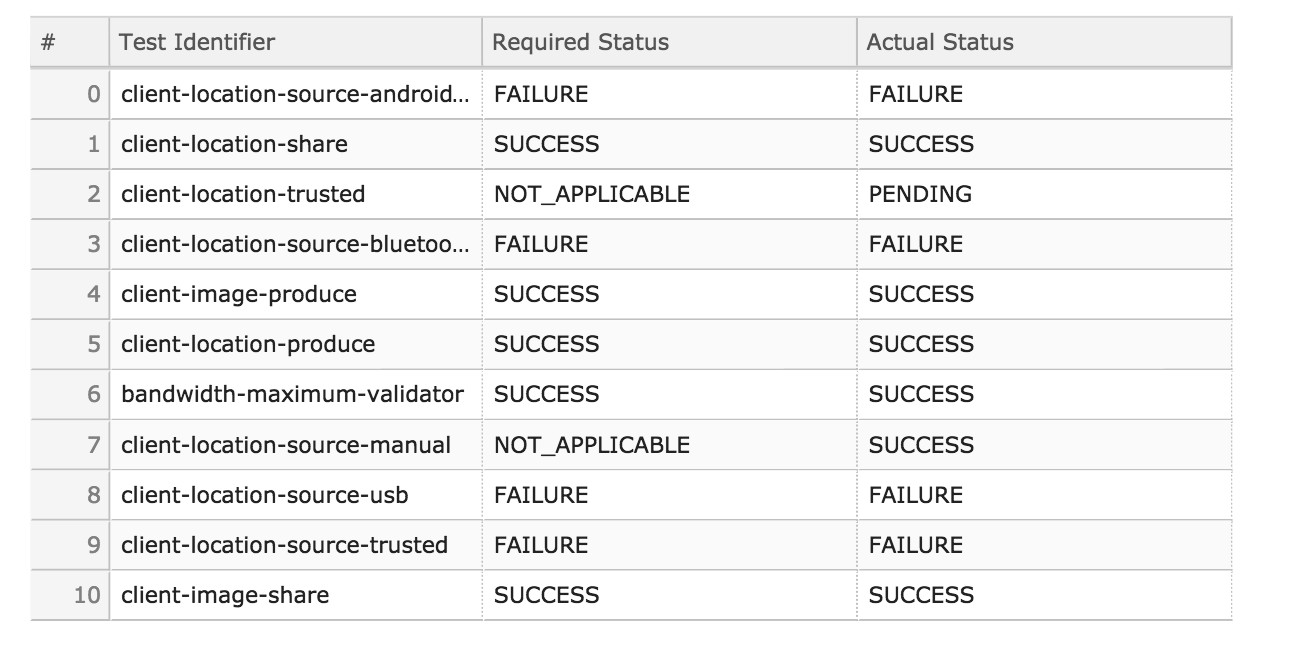 # Test Identifier Required Status Actual Status
0 client-location-source-android... FAILURE FAILURE
1 client-location-share SUCCESS SUCCESS
2 client-location-trusted NOT_APPLICABLE PENDING
3 client-location-source-bluetoo... FAILURE FAILURE
4 client-image-produce SUCCESS SUCCESS
5 client-location-produce SUCCESS SUCCESS
6 bandwidth-maximum-validator SUCCESS SUCCESS
7 client-location-source-manual NOT_APPLICABLE SUCCESS
8 client-location-source-usb FAILURE FAILURE
9 client-location-source-trusted FAILURE FAILURE
10 client-image-share SUCCESS SUCCESS